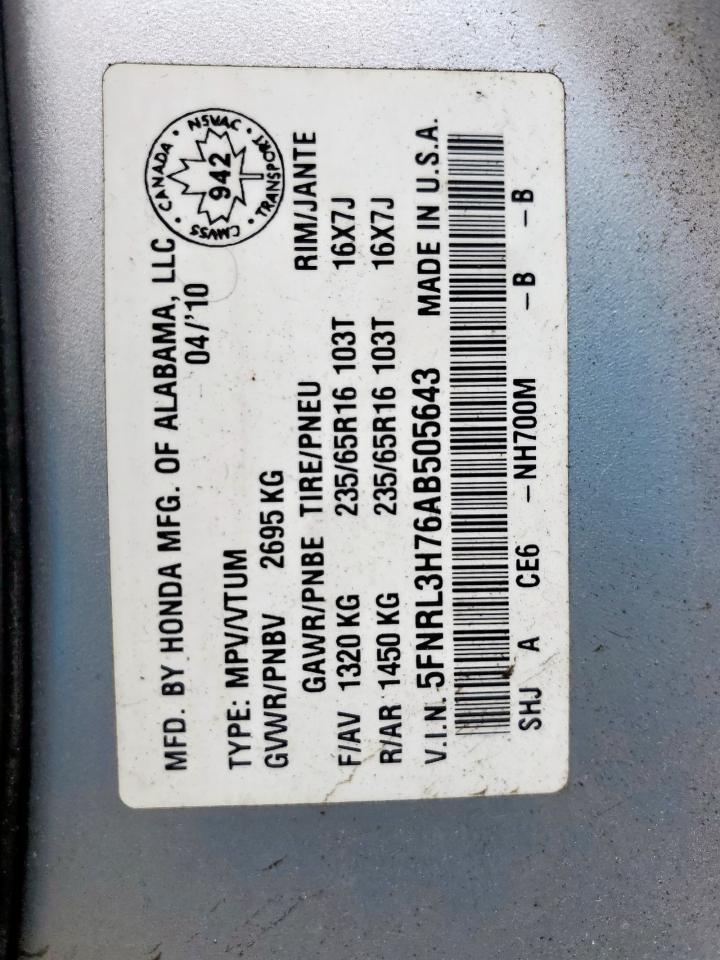 MFD. BY HONDA MFG. OF ALABAMA, LLC
04/'10
CANADA · NSVAC · TRANSPORT · CMVSS ·
942
TYPE: MPV/VTUM
GVWR/PNBV 2695 KG
GAWR/PNBE TIRE/PNEU RIM/JANTE
F/AV 1320 KG 235/65R16 103T 16X7J
R/AR 1450 KG 235/65R16 103T 16X7J
V.I.N. 5FNRL3H76AB505643 MADE IN U.S.A.
SHJ A CE6 -NH700M -B -B